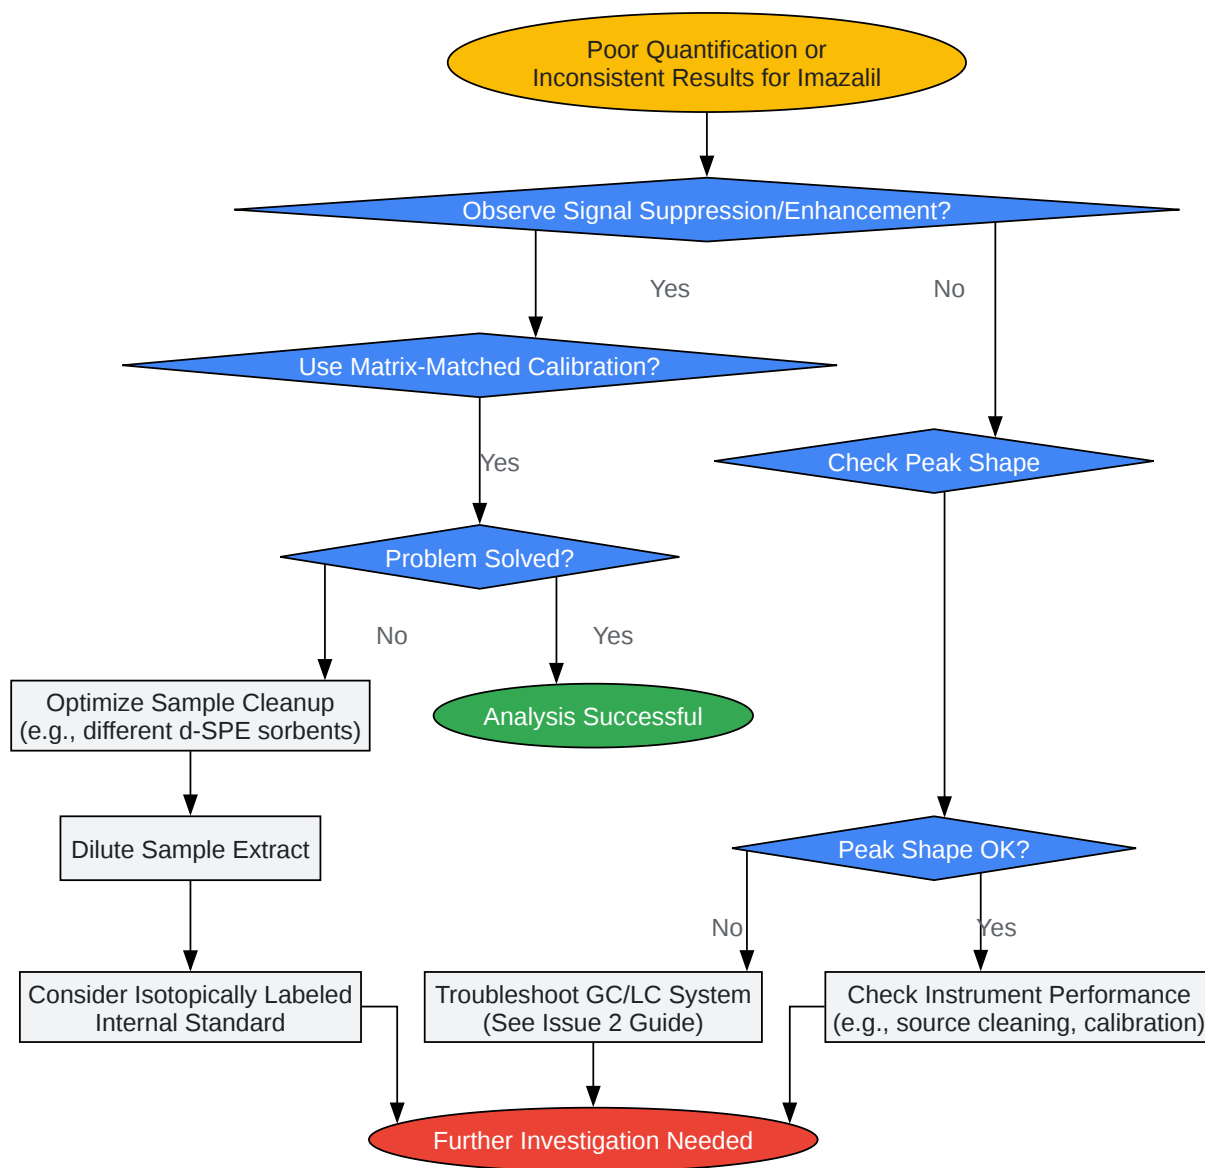 Poor Quantification or
Inconsistent Results for Imazalil
Observe Signal Suppression/Enhancement?
Yes
No
Use Matrix-Matched Calibration?
Check Peak Shape
Yes
Problem Solved?
No
Yes
Optimize Sample Cleanup
(e.g., different d-SPE sorbents)
Analysis Successful
Dilute Sample Extract
Peak Shape OK?
No
Yes
Consider Isotopically Labeled
Internal Standard
Troubleshoot GC/LC System
(See Issue 2 Guide)
Check Instrument Performance
(e.g., source cleaning, calibration)
Further Investigation Needed